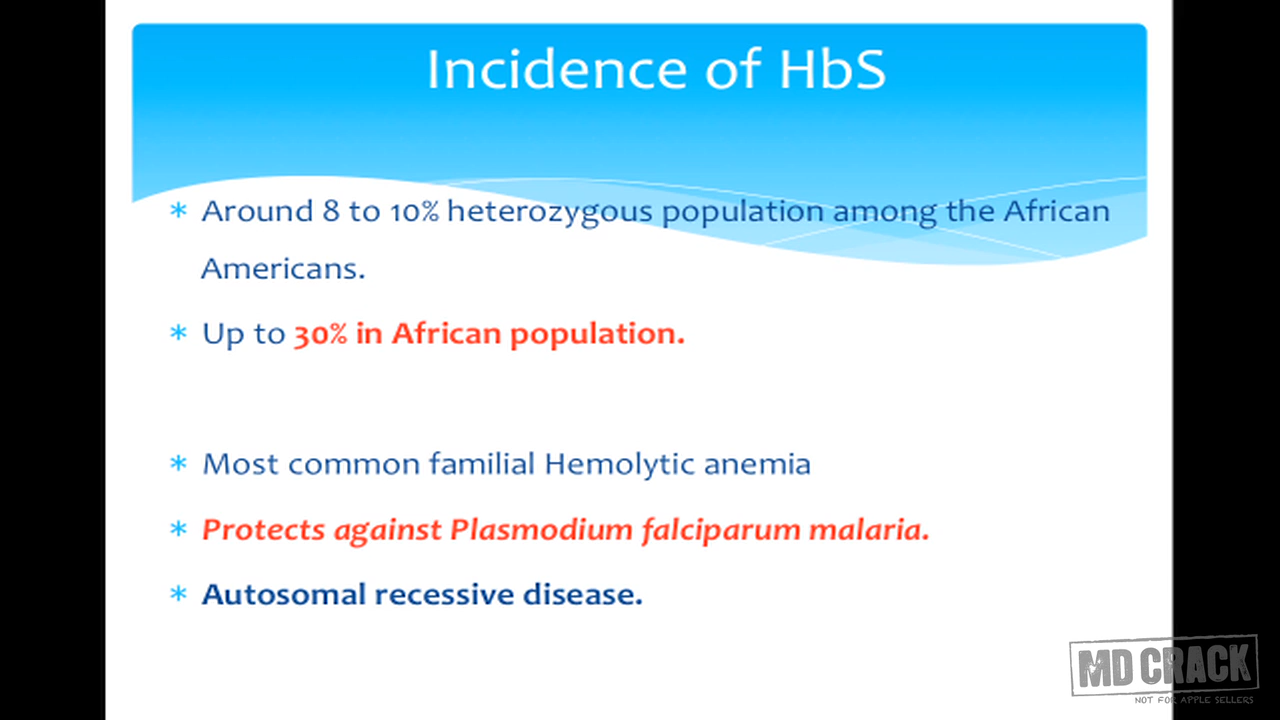 Incidence of HbS
* Around 8 to 10% heterozygous population among the African
Americans.
* Up to 30% in African population.
* Most common familial Hemolytic anemia
* Protects against Plasmodium falciparum malaria.
* Autosomal recessive disease.
MD CRACK
NOT FOR APPLE SELLERS